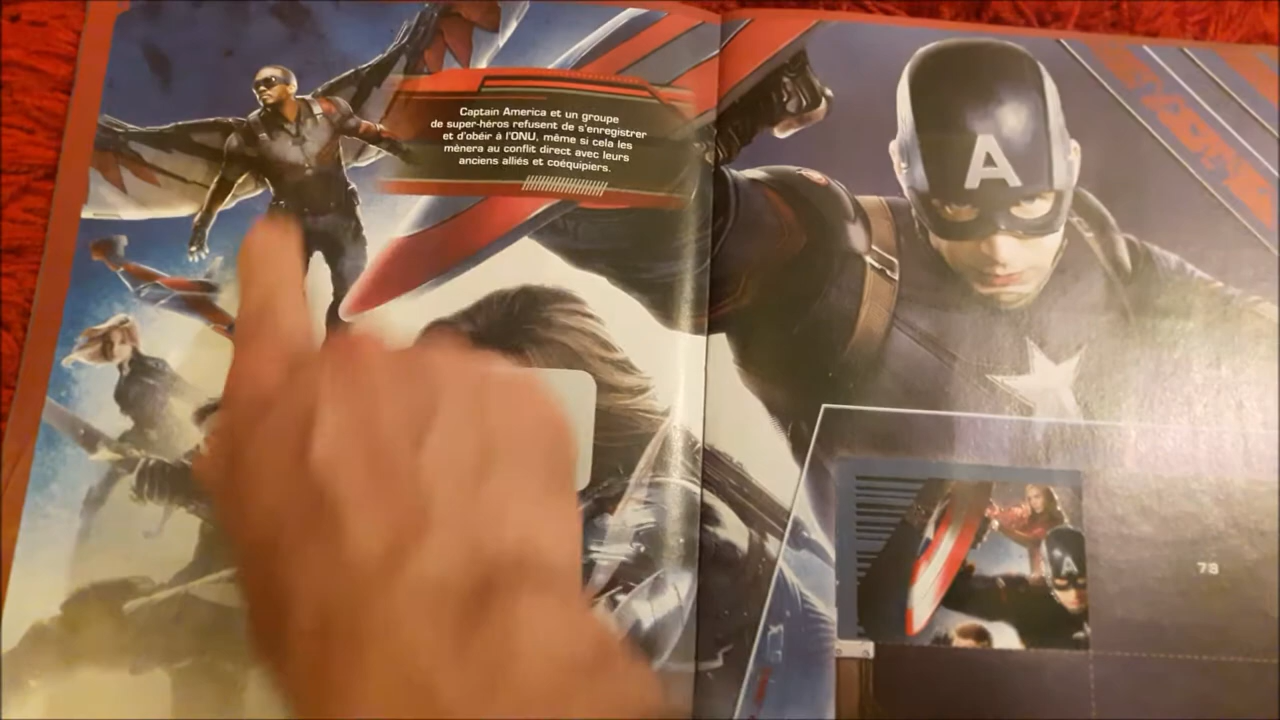 Captain America et un groupe
de super-héros refusent de s'enregistrer
et d'obéir à l'ONU, même si cela les
mènera au conflit direct avec leurs
anciens alliés et coéquipiers.
A
A
78